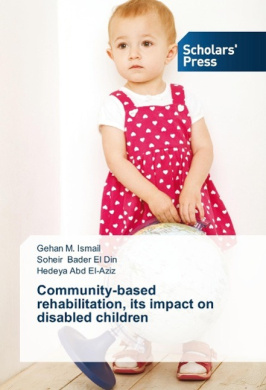 Scholars'
Press
Gehan M. Ismail
Soheir Bader El Din
Hedeya Abd El-Aziz
Community-based
rehabilitation, its impact on
disabled children